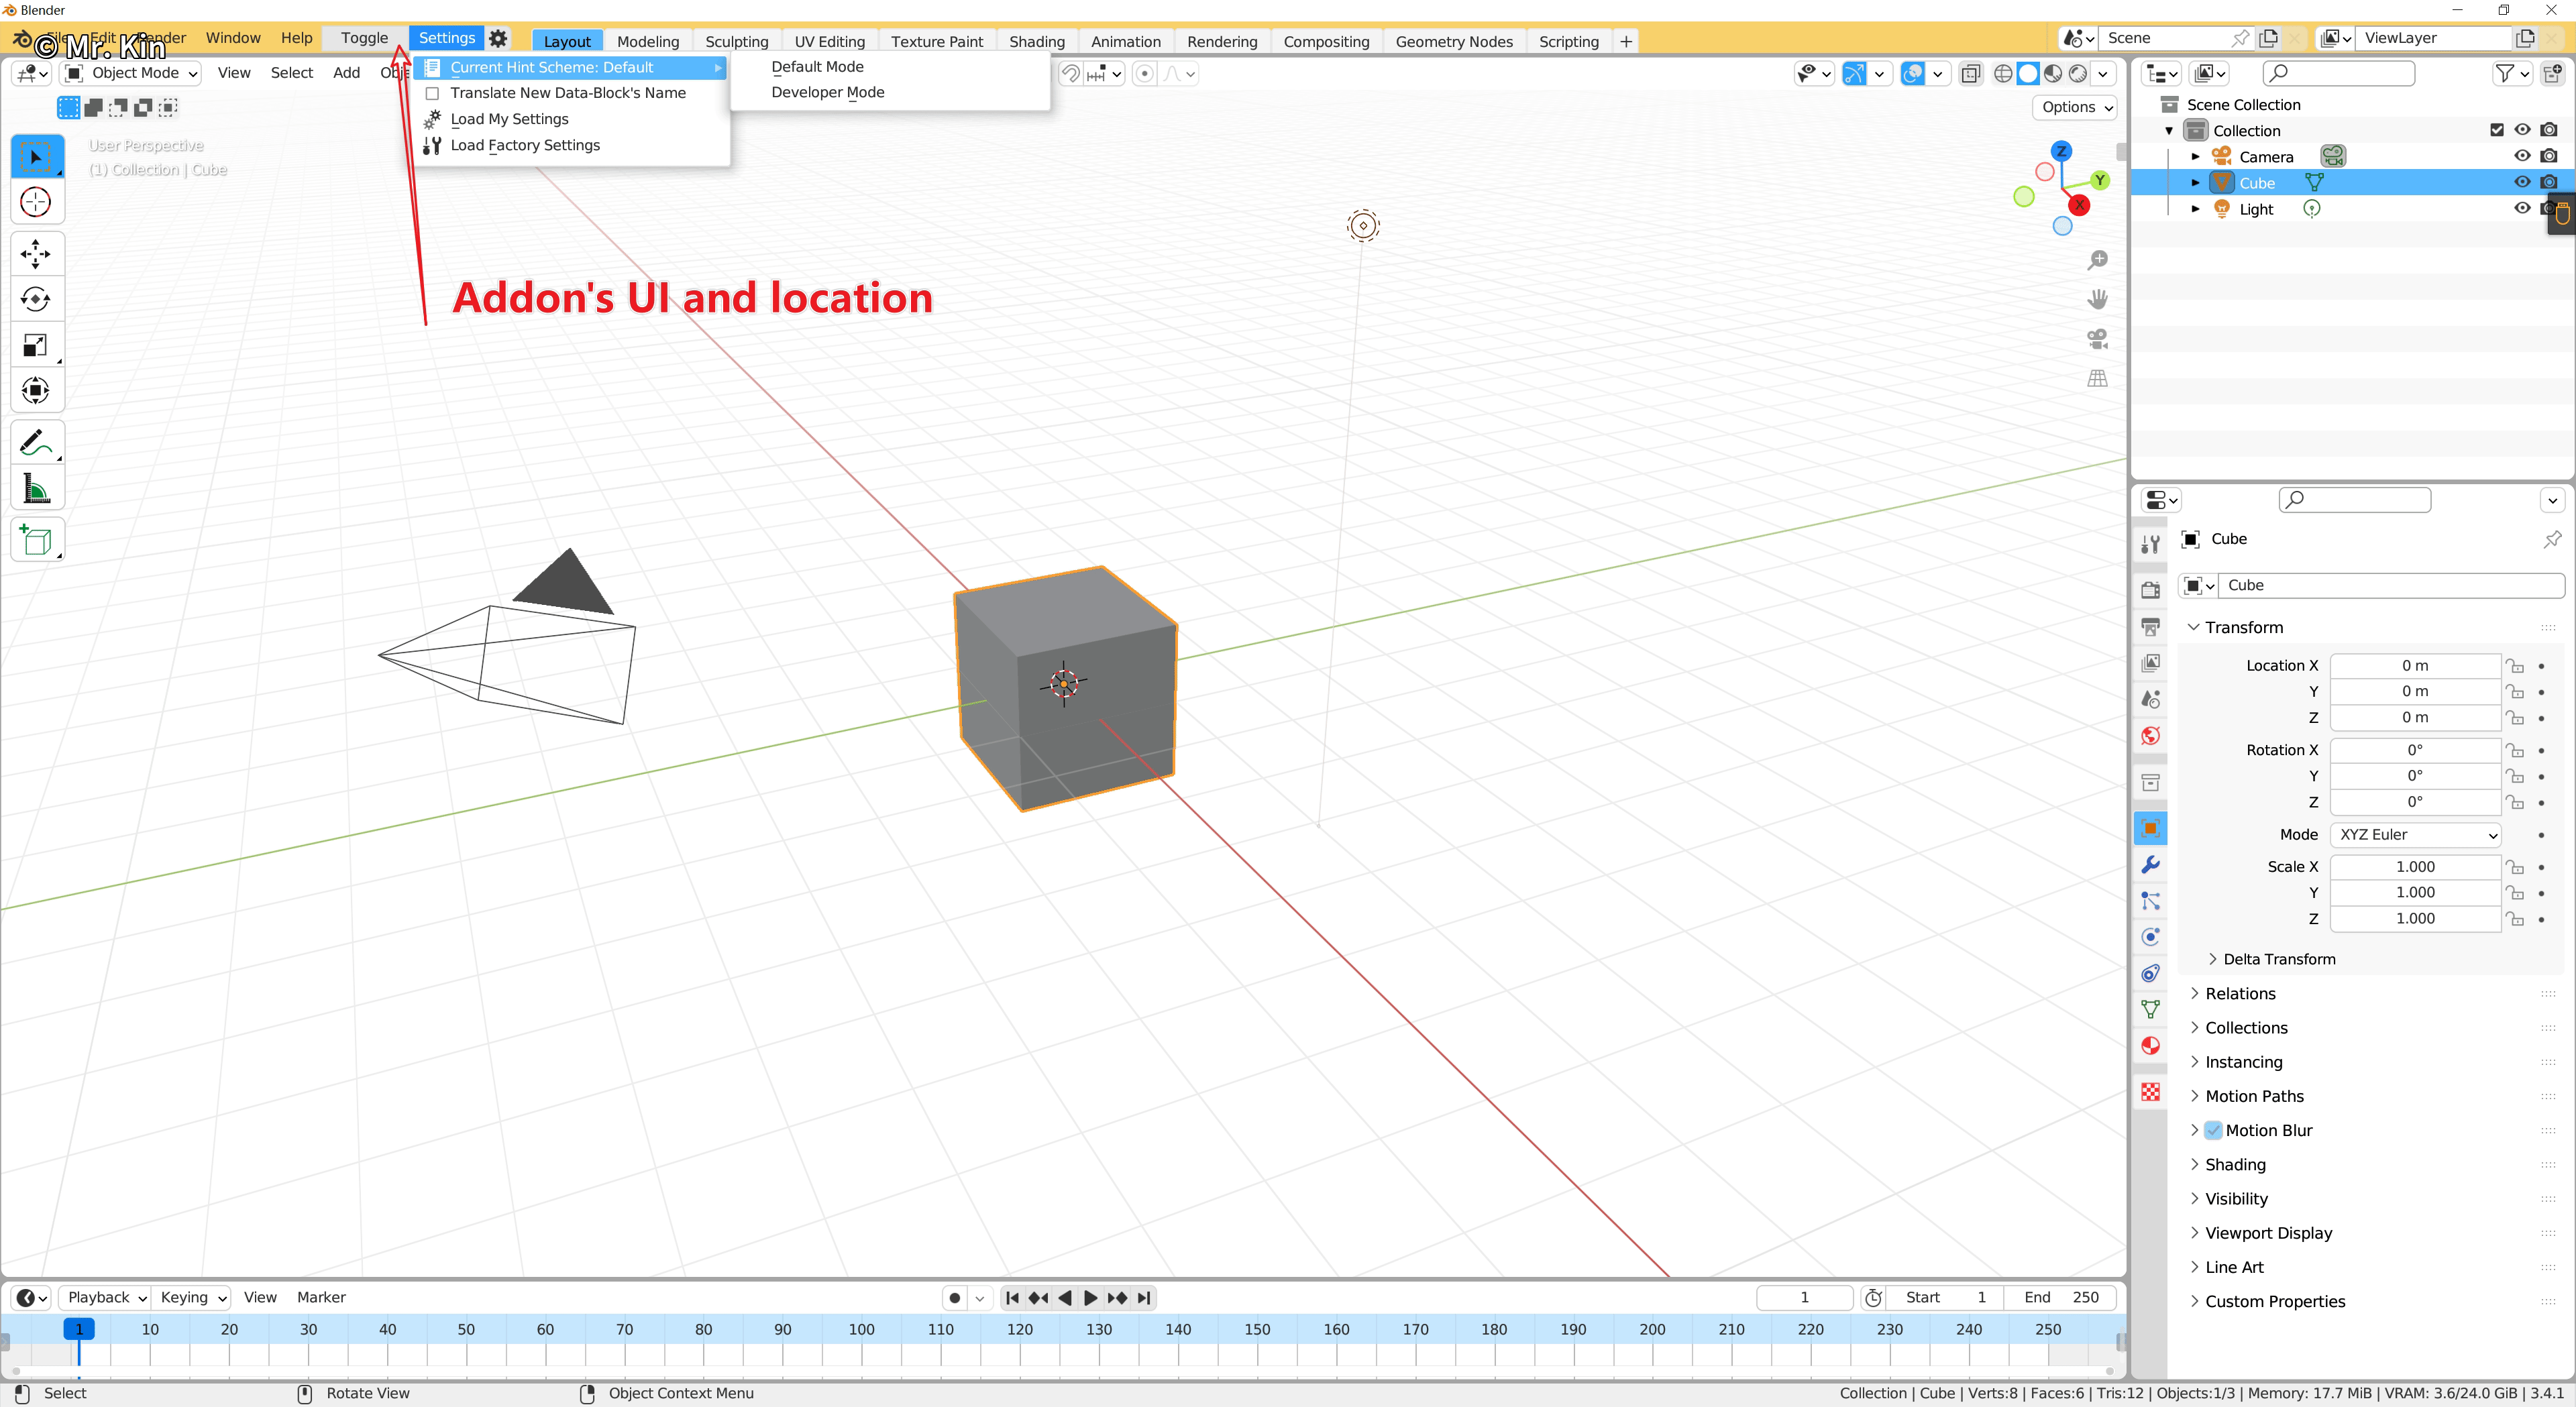 Blender
© Mr. Kin
File Edit Render Window Help Toggle Settings Layout Modeling Sculpting UV Editing Texture Paint Shading Animation Rendering Compositing Geometry Nodes Scripting + Scene ViewLayer
Object Mode View Select Add Obje
Current Hint Scheme: Default
Translate New Data-Block's Name
Load My Settings
Load Factory Settings
Default Mode
Developer Mode
Options
User Perspective
(1) Collection | Cube
Z
Y
X
Addon's UI and location
Scene Collection
Collection
Camera
Cube
Light
Cube
Cube
Transform
Location X 0 m
Y 0 m
Z 0 m
Rotation X 0°
Y 0°
Z 0°
Mode XYZ Euler
Scale X 1.000
Y 1.000
Z 1.000
Delta Transform
Relations
Collections
Instancing
Motion Paths
Motion Blur
Shading
Visibility
Viewport Display
Line Art
Custom Properties
Playback Keying View Marker 1 Start 1 End 250
1 10 20 30 40 50 60 70 80 90 100 110 120 130 140 150 160 170 180 190 200 210 220 230 240 250
Select Rotate View Object Context Menu Collection | Cube | Verts:8 | Faces:6 | Tris:12 | Objects:1/3 | Memory: 17.7 MiB | VRAM: 3.6/24.0 GiB | 3.4.1